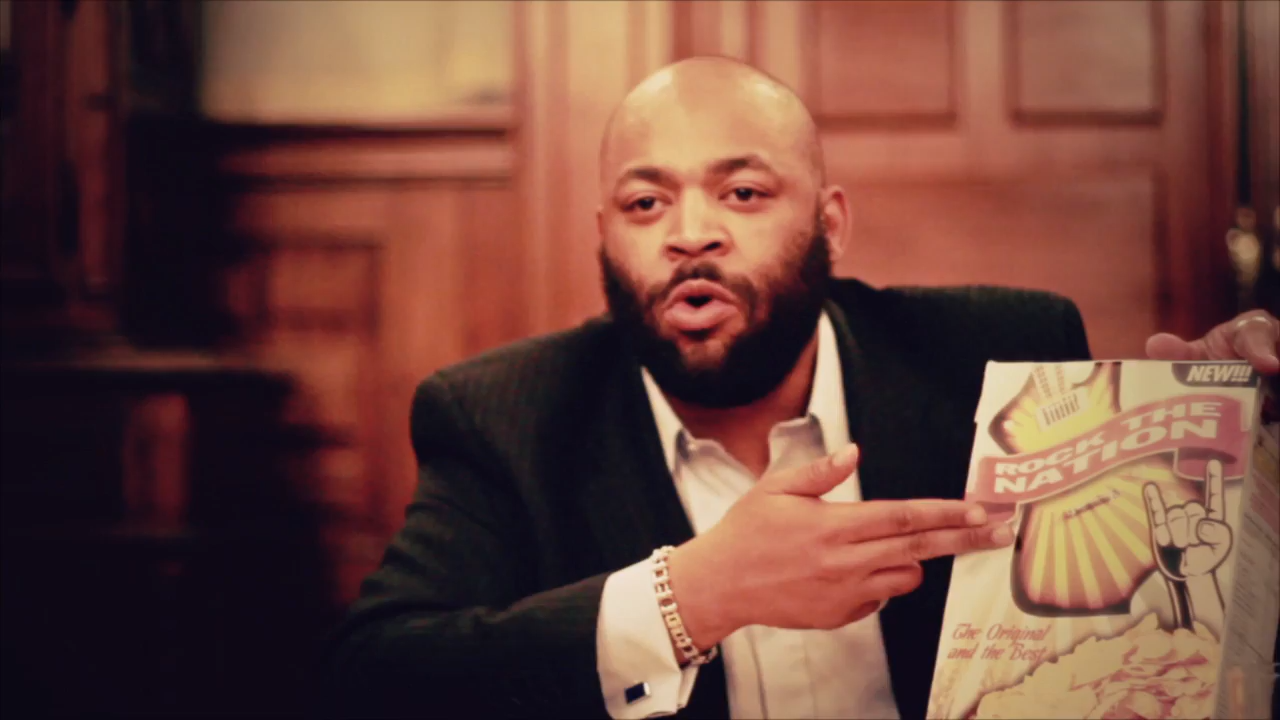 NEW!!!
ROCK THE
NATION
The Original
and the Best